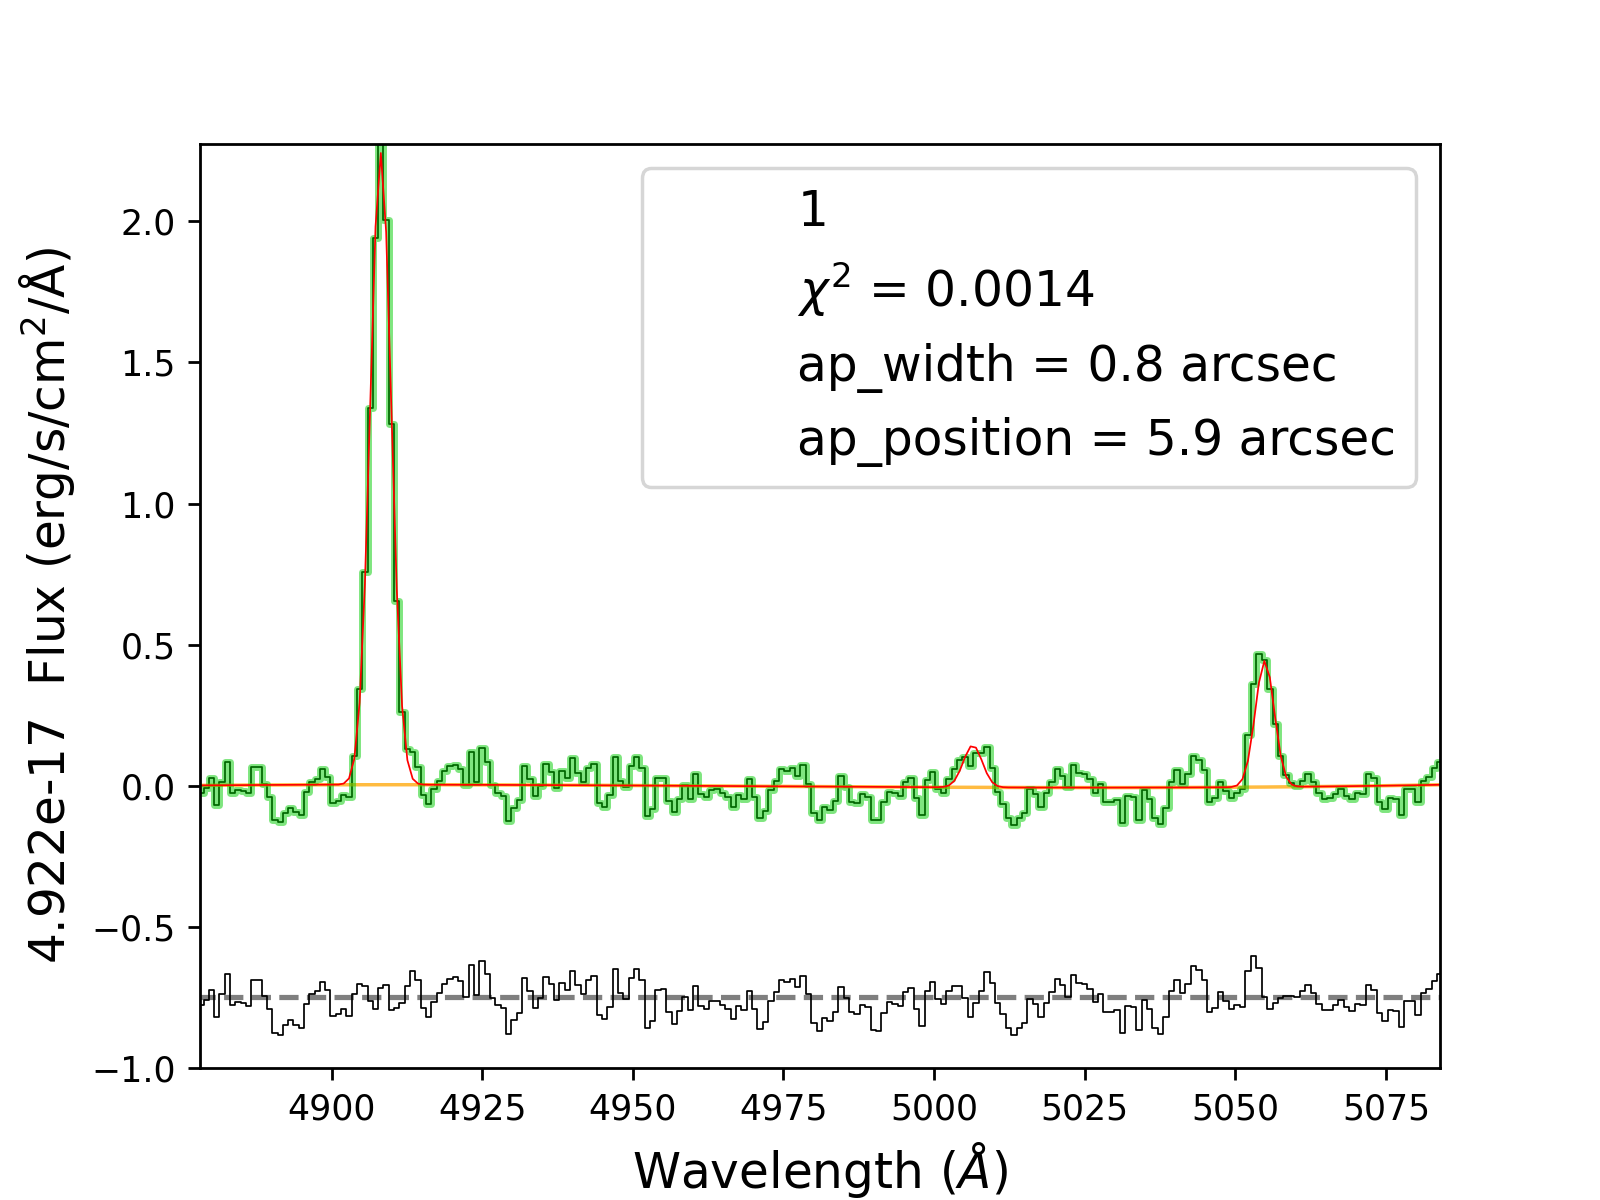 1
χ² = 0.0014
ap_width = 0.8 arcsec
ap_position = 5.9 arcsec
4.922e-17 Flux (erg/s/cm²/Å)
2.0
1.5
1.0
0.5
0.0
−0.5
−1.0
4900 4925 4950 4975 5000 5025 5050 5075
Wavelength (Å)